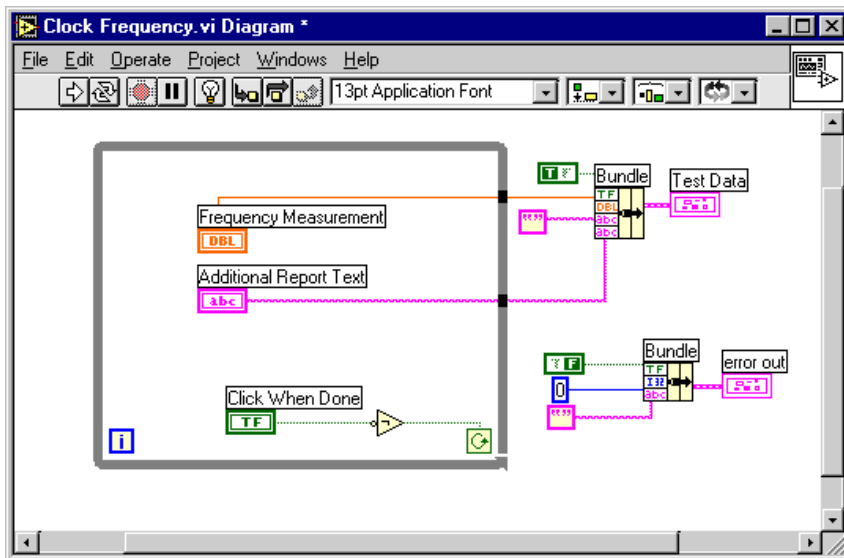 Clock Frequency.vi Diagram *
File Edit Operate Project Windows Help
13pt Application Font
Bundle
Test Data
T
TF
DBL
abc
abc
Frequency Measurement
DBL
Additional Report Text
abc
Bundle
error out
F
TF
I32
abc
0
Click When Done
TF
i